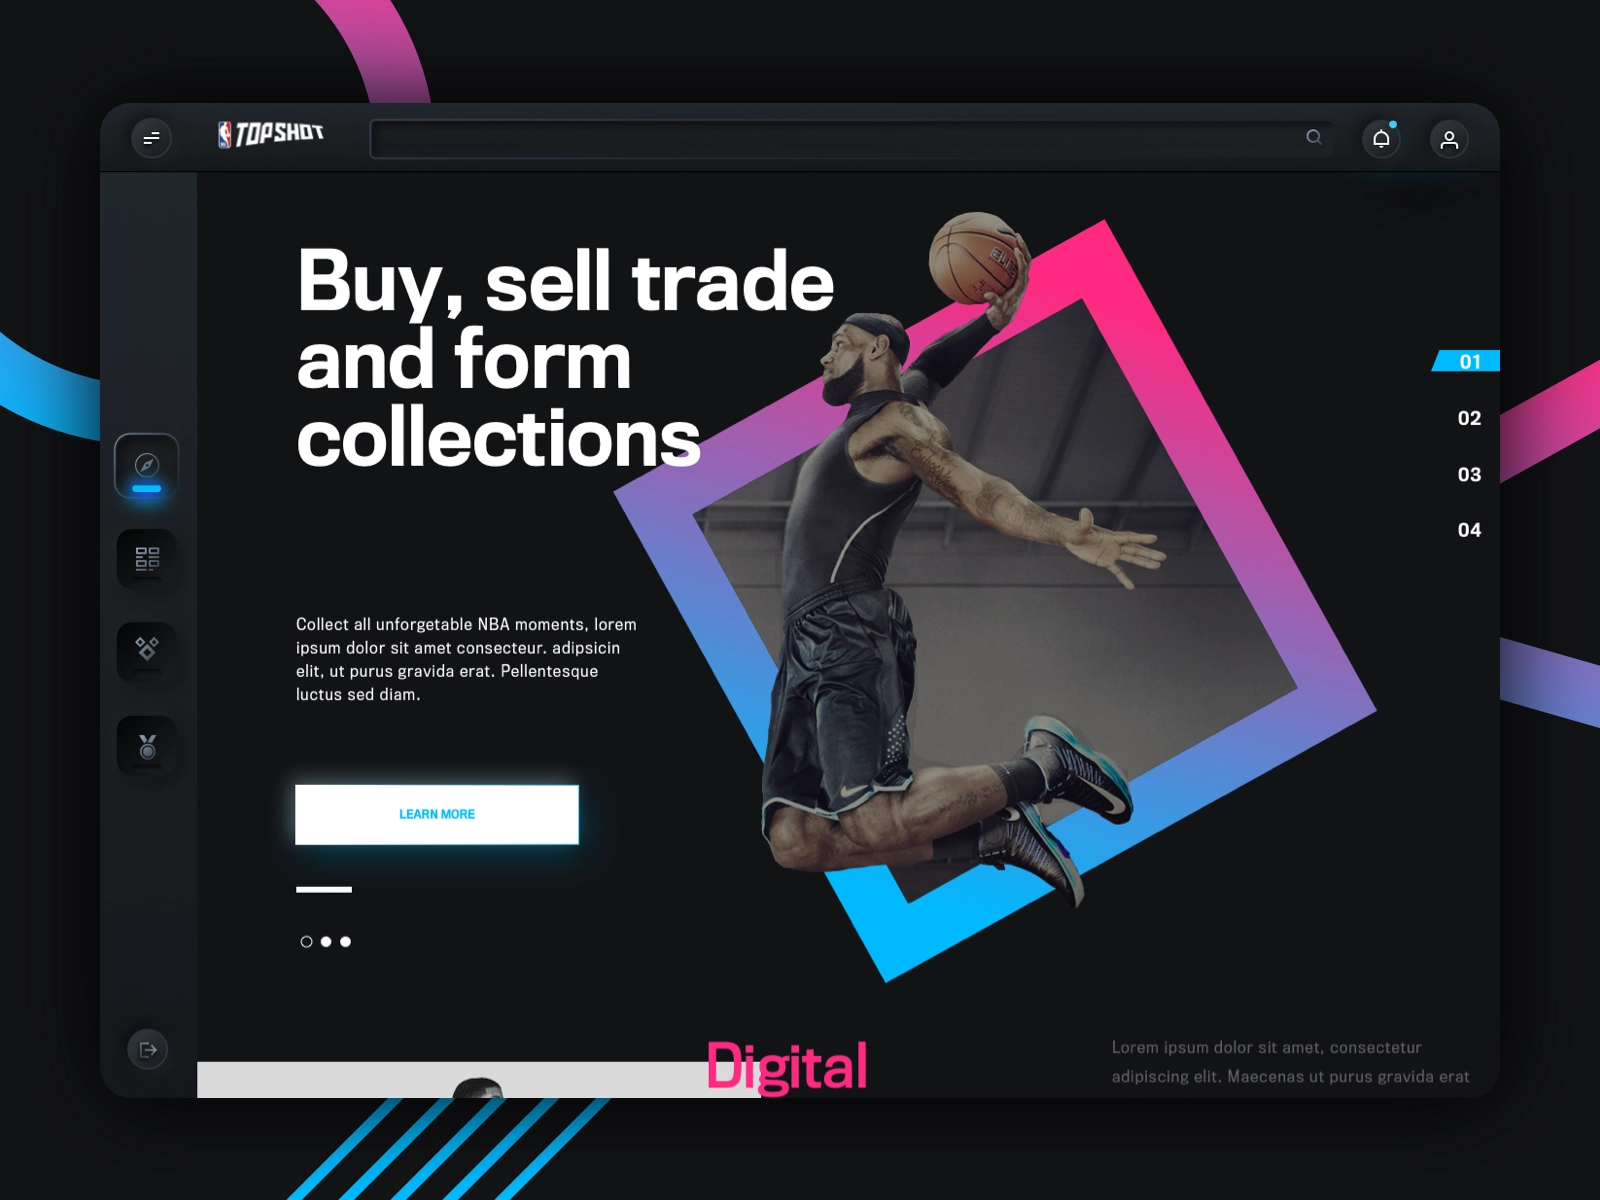 TOPSHOT
Buy, sell trade
and form
collections
01
02
03
04
Collect all unforgetable NBA moments, lorem
ipsum dolor sit amet consecteur. adipsicin
elit, ut purus gravida erat. Pellentesque
luctus sed diam.
LEARN MORE
Digital
Lorem ipsum dolor sit amet, consectetur
adipiscing elit. Maecenas ut purus gravida erat